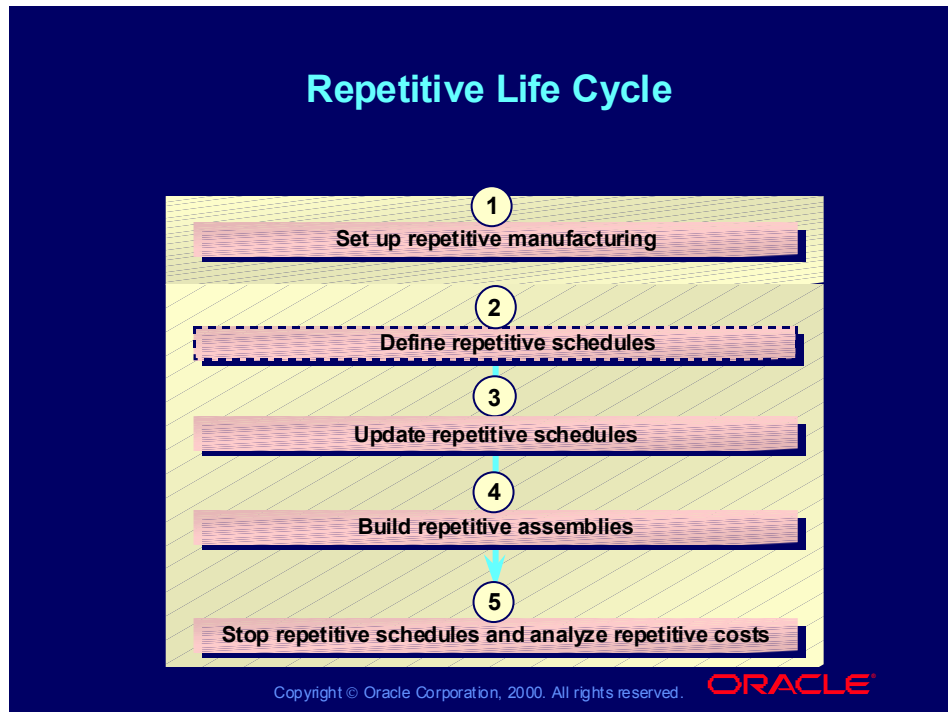 Repetitive Life Cycle
1
Set up repetitive manufacturing
2
Define repetitive schedules
3
Update repetitive schedules
4
Build repetitive assemblies
5
Stop repetitive schedules and analyze repetitive costs
Copyright © Oracle Corporation, 2000. All rights reserved.
ORACLE®